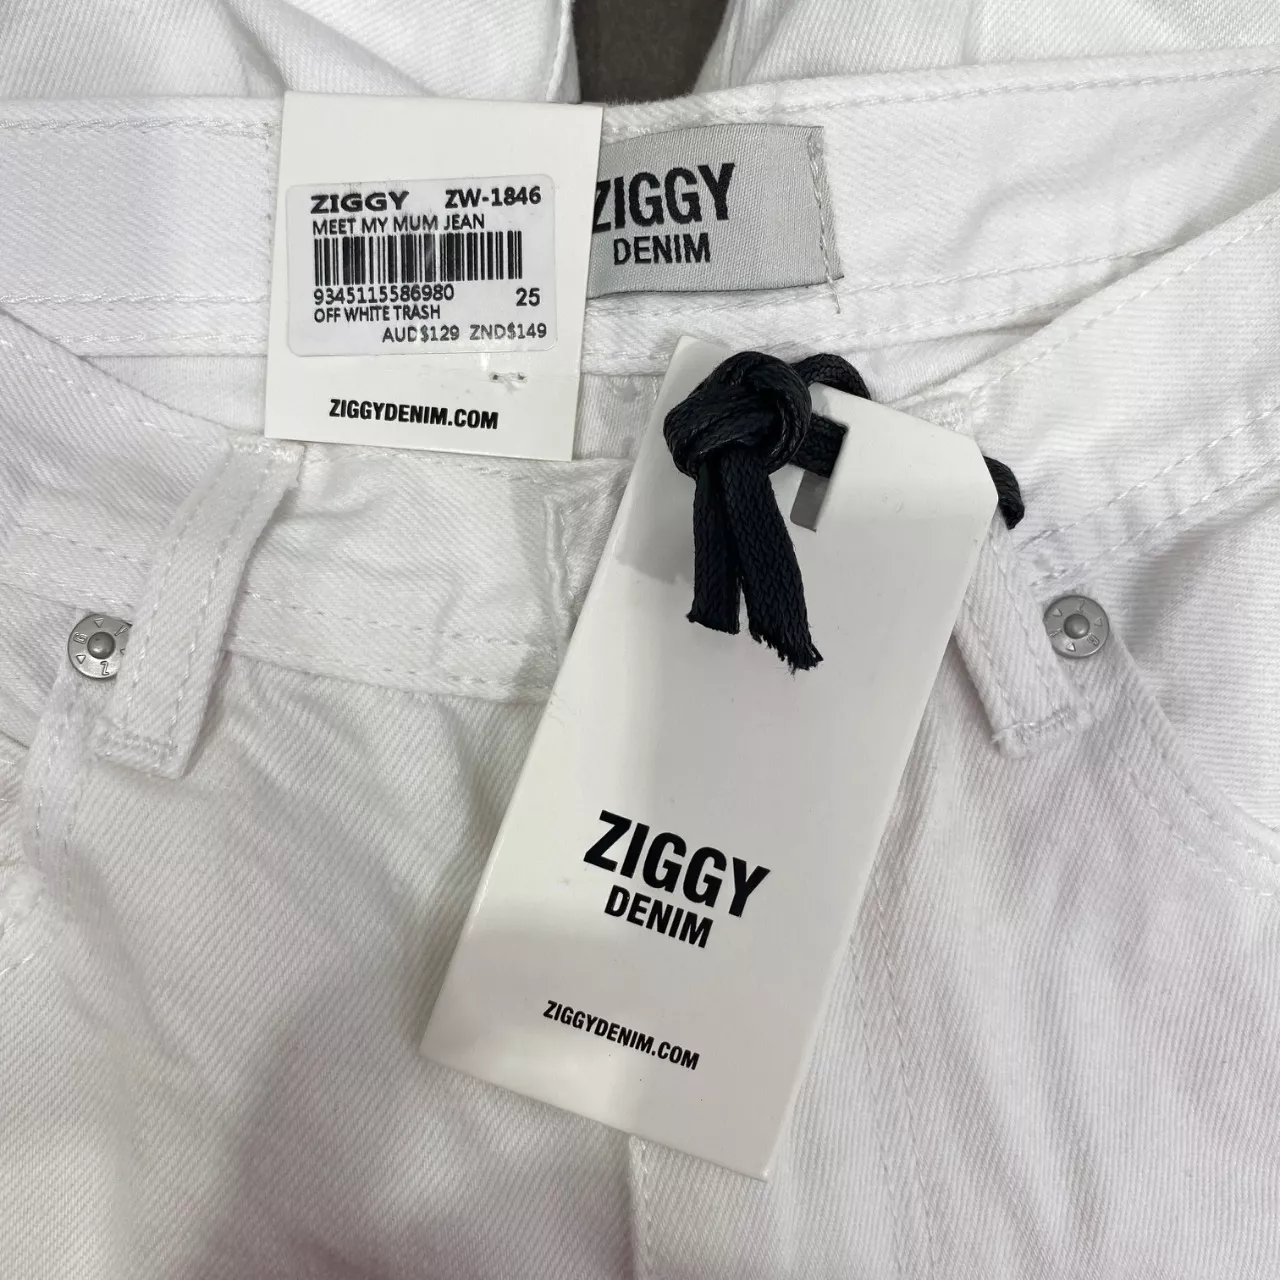 ZIGGY ZW-1846
MEET MY MUM JEAN
9345115586980 25
OFF WHITE TRASH
AUD$129 ZND$149
ZIGGYDENIM.COM
ZIGGY
DENIM
ZIGGY
DENIM
ZIGGYDENIM.COM